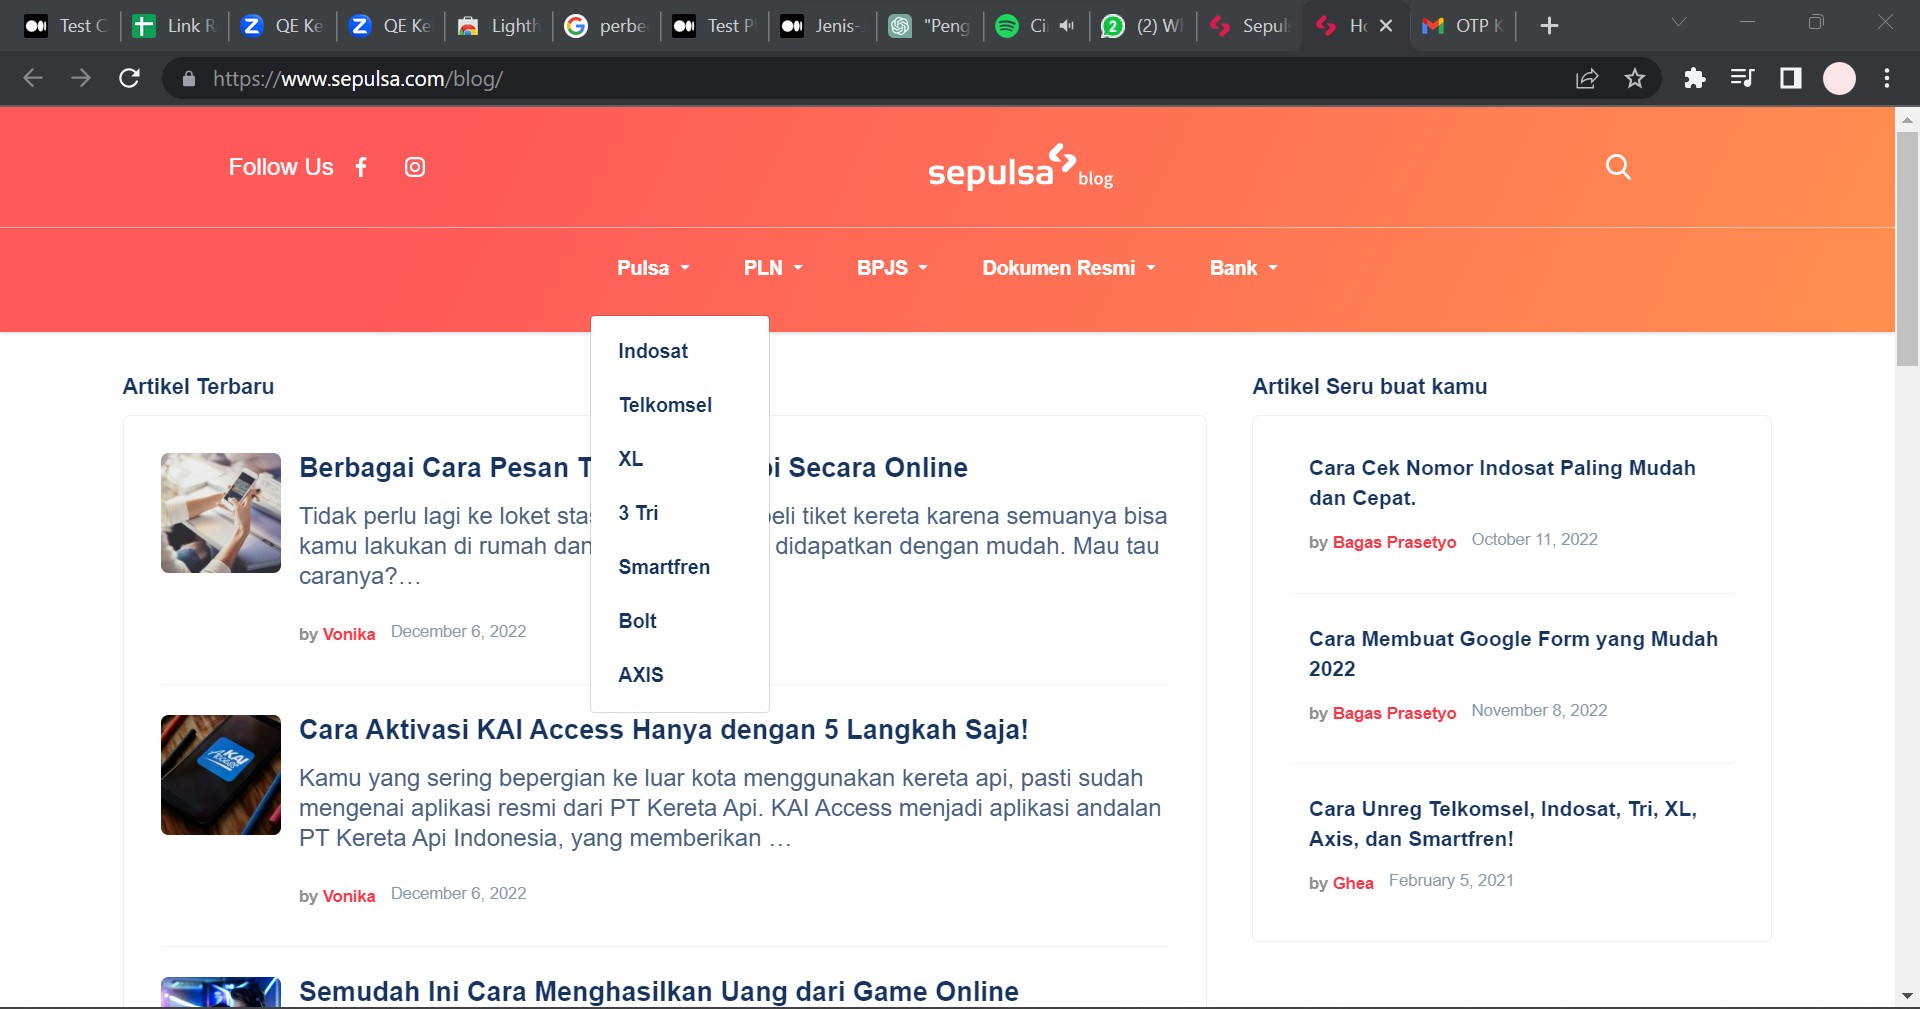 Test C
Link R
QE Ke
QE Ke
Lighth
perbe
Test Pl
Jenis-
"Peng
Ci
(2) W
Sepul
Ho
OTP K
https://www.sepulsa.com/blog/
Follow Us
sepulsa blog
Pulsa PLN BPJS Dokumen Resmi Bank
Indosat
Telkomsel
XL
3 Tri
Smartfren
Bolt
AXIS
Artikel Terbaru
Berbagai Cara Pesan T i Secara Online
Tidak perlu lagi ke loket sta eli tiket kereta karena semuanya bisa
kamu lakukan di rumah dan didapatkan dengan mudah. Mau tau
caranya?…
by Vonika December 6, 2022
KAI Access
Cara Aktivasi KAI Access Hanya dengan 5 Langkah Saja!
Kamu yang sering bepergian ke luar kota menggunakan kereta api, pasti sudah
mengenai aplikasi resmi dari PT Kereta Api. KAI Access menjadi aplikasi andalan
PT Kereta Api Indonesia, yang memberikan …
by Vonika December 6, 2022
Semudah Ini Cara Menghasilkan Uang dari Game Online
Artikel Seru buat kamu
Cara Cek Nomor Indosat Paling Mudah
dan Cepat.
by Bagas Prasetyo October 11, 2022
Cara Membuat Google Form yang Mudah
2022
by Bagas Prasetyo November 8, 2022
Cara Unreg Telkomsel, Indosat, Tri, XL,
Axis, dan Smartfren!
by Ghea February 5, 2021